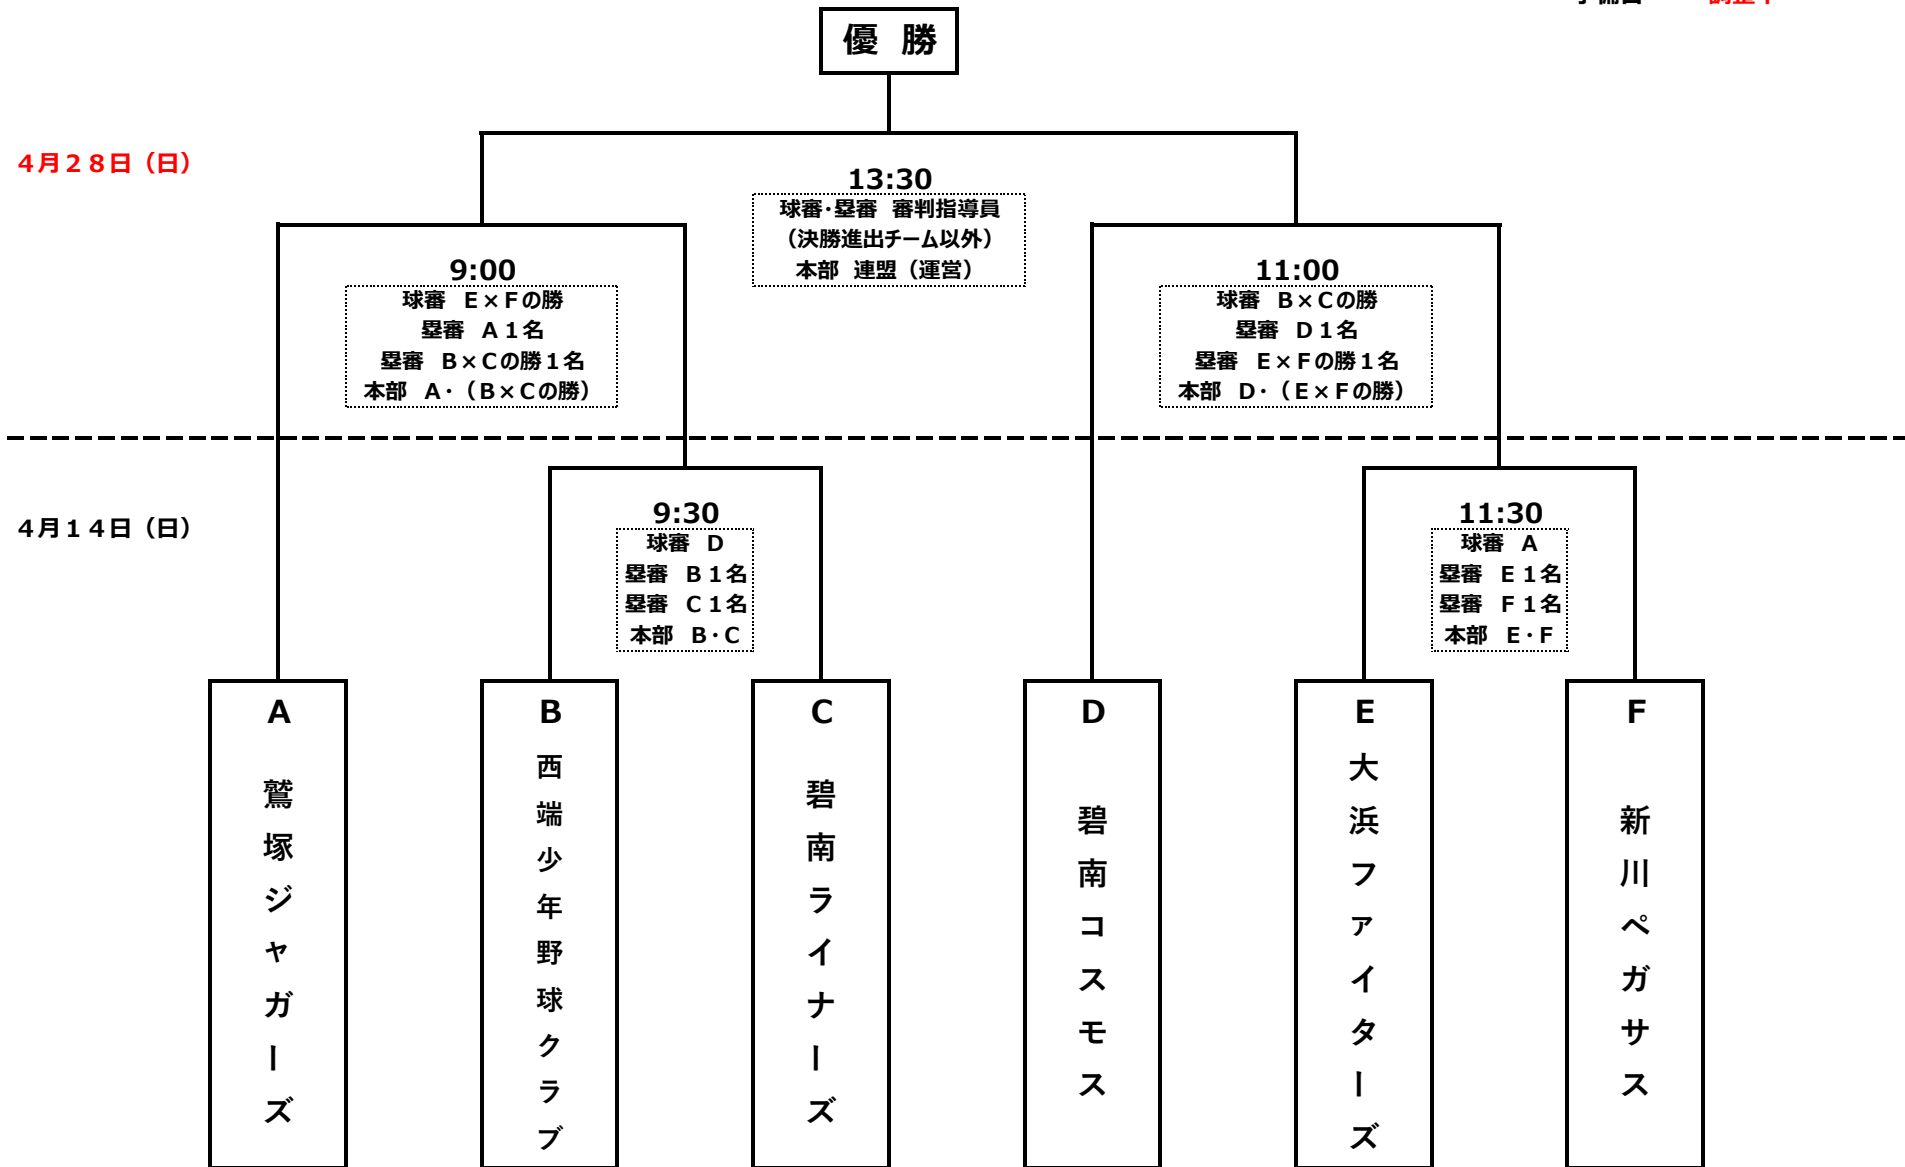 優 勝
４月２８日（日）
13:30
球審・塁審 審判指導員
（決勝進出チーム以外）
本部 連盟（運営）
9:00
球審 Ｅ×Ｆの勝
塁審 Ａ１名
塁審 Ｂ×Ｃの勝１名
本部 Ａ・（Ｂ×Ｃの勝）
11:00
球審 Ｂ×Ｃの勝
塁審 Ｄ１名
塁審 Ｅ×Ｆの勝１名
本部 Ｄ・（Ｅ×Ｆの勝）
４月１４日（日）
9:30
球審 Ｄ
塁審 Ｂ１名
塁審 Ｃ１名
本部 Ｂ・Ｃ
11:30
球審 Ａ
塁審 Ｅ１名
塁審 Ｆ１名
本部 Ｅ・Ｆ
Ａ
鷲塚ジャガーズ
Ｂ
西端少年野球クラブ
Ｃ
碧南ライナーズ
Ｄ
碧南コスモス
Ｅ
大浜ファイターズ
Ｆ
新川ペガサス